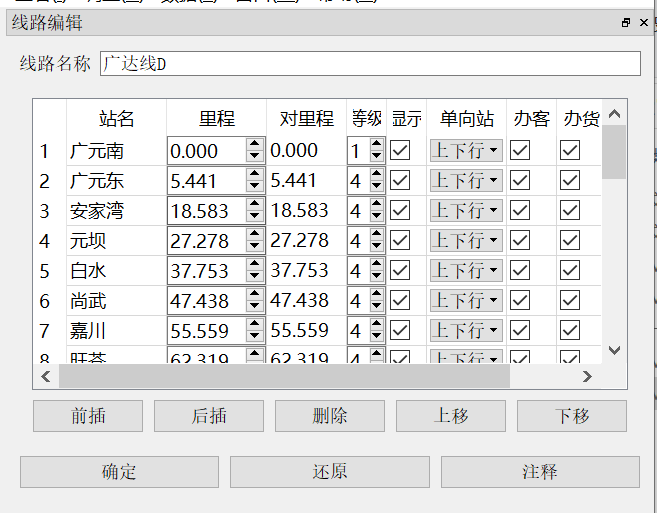 线路编辑
线路名称 广达线D
站名 里程 对里程 等级 显示 单向站 办客 办货
1 广元南 0.000 0.000 1 上下行
2 广元东 5.441 5.441 4 上下行
3 安家湾 18.583 18.583 4 上下行
4 元坝 27.278 27.278 4 上下行
5 白水 37.753 37.753 4 上下行
6 尚武 47.438 47.438 4 上下行
7 嘉川 55.559 55.559 4 上下行
8 旺苍 62.319 62.319 4 上下行
前插 后插 删除 上移 下移
确定 还原 注释